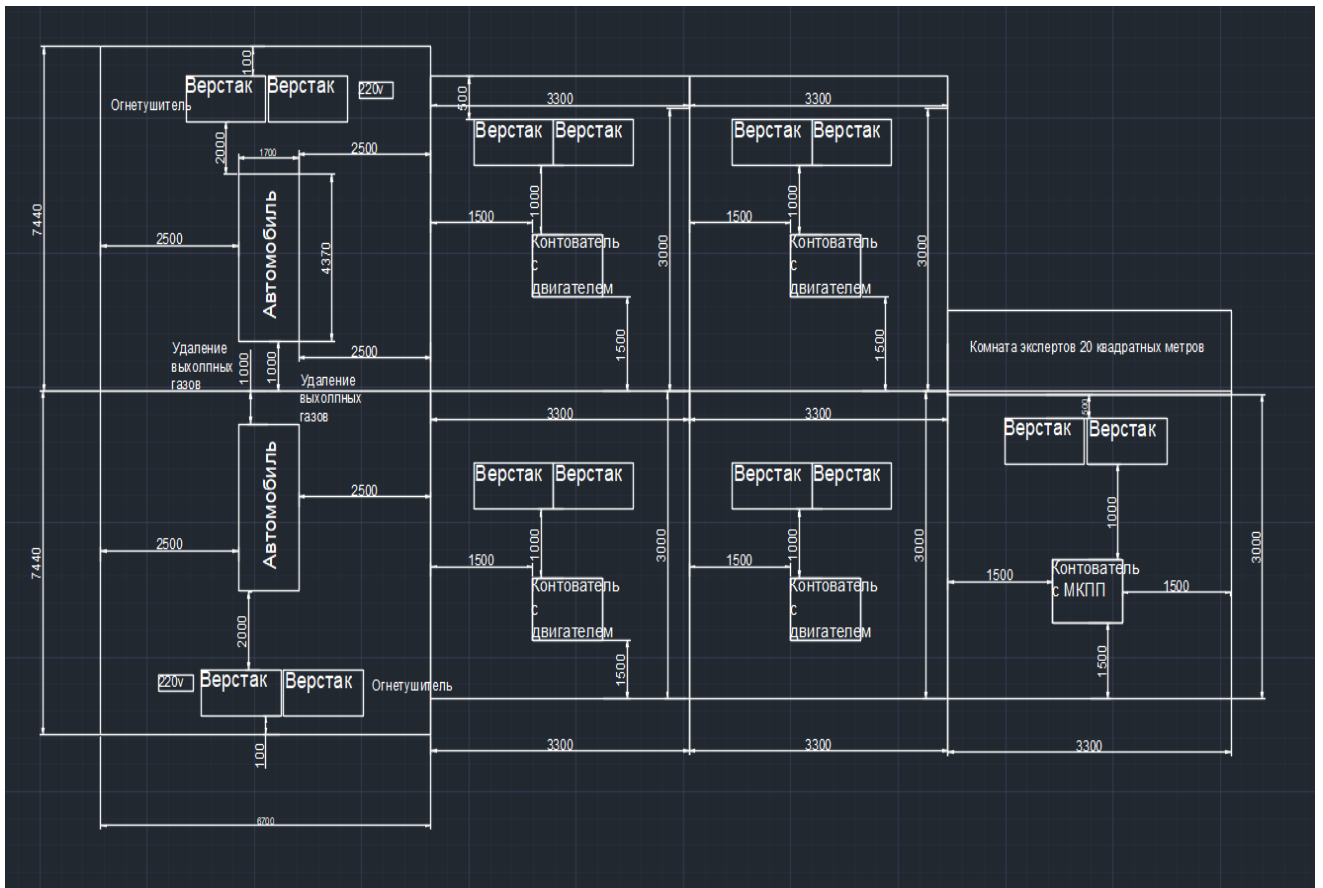 100
Верстак Верстак 220v
Огнетушитель
2000
1700
2500
7440
2500
Автомобиль
4370
2500
Удаление
выхолпных
газов
1000
1000
Удаление
выхолпных
газов
3300
3300
500
Верстак Верстак
Верстак Верстак
1000
1000
1500
1500
3000
3000
Контователь
с
двигателем
Контователь
с
двигателем
1500
1500
Комната экспертов 20 квадратных метров
7440
Автомобиль
2500
2500
2000
220v Верстак Верстак Огнетушитель
100
6700
3300
3300
Верстак Верстак
Верстак Верстак
1000
1000
1500
1500
3000
3000
Контователь
с
двигателем
Контователь
с
двигателем
1500
1500
500
Верстак Верстак
1000
3000
Контователь
с МКПП
1500
1500
1500
3300
3300
3300